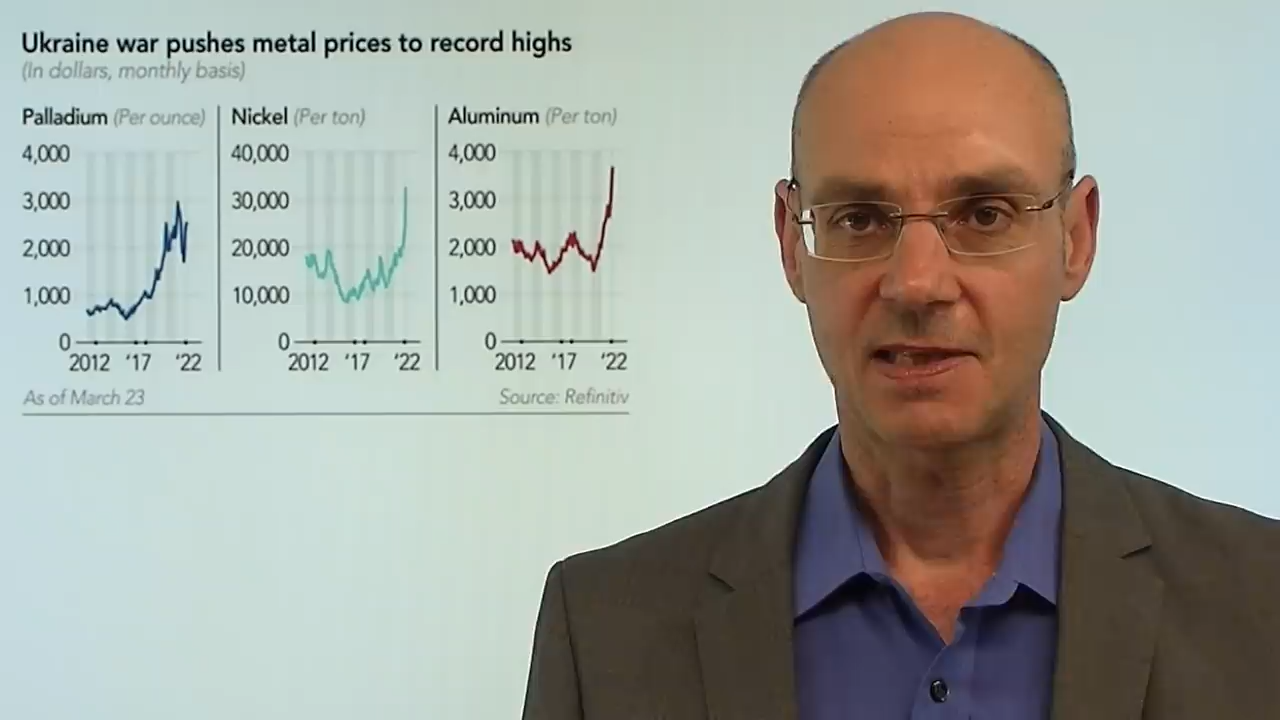 Ukraine war pushes metal prices to record highs
(In dollars, monthly basis)
Palladium (Per ounce)
4,000
3,000
2,000
1,000
0
2012 '17 '22
Nickel (Per ton)
40,000
30,000
20,000
10,000
0
2012 '17 '22
Aluminum (Per ton)
4,000
3,000
2,000
1,000
0
2012 '17 '22
As of March 23
Source: Refinitiv